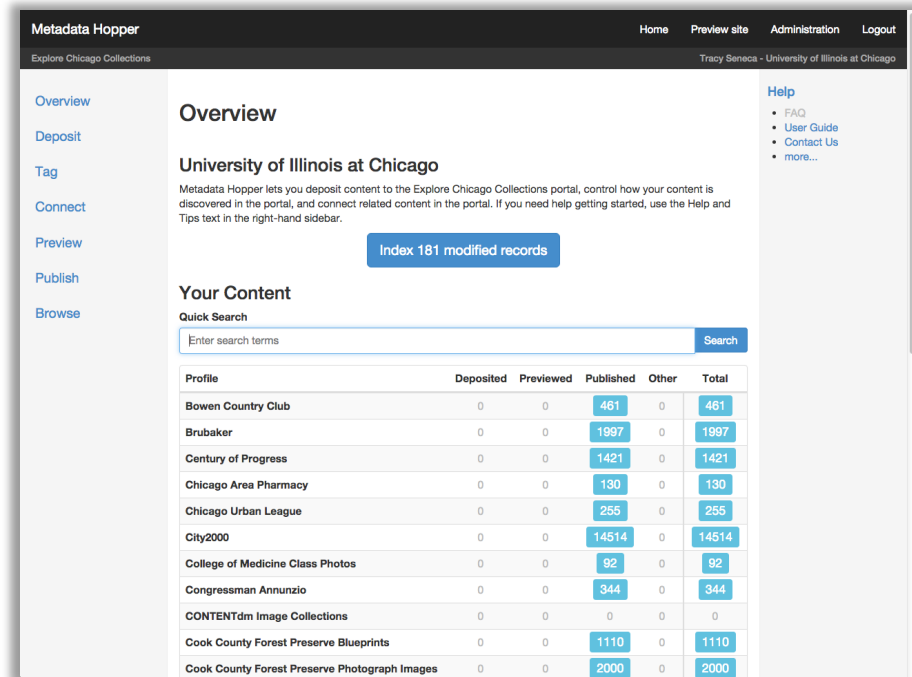 Metadata Hopper Home Preview site Administration Logout
Explore Chicago Collections Tracy Seneca - University of Illinois at Chicago
Overview
Deposit
Tag
Connect
Preview
Publish
Browse
Overview
University of Illinois at Chicago
Metadata Hopper lets you deposit content to the Explore Chicago Collections portal, control how your content is
discovered in the portal, and connect related content in the portal. If you need help getting started, use the Help and
Tips text in the right-hand sidebar.
Index 181 modified records
Your Content
Quick Search
Enter search terms Search
Profile Deposited Previewed Published Other Total
Bowen Country Club 0 0 461 0 461
Brubaker 0 0 1997 0 1997
Century of Progress 0 0 1421 0 1421
Chicago Area Pharmacy 0 0 130 0 130
Chicago Urban League 0 0 255 0 255
City2000 0 0 14514 0 14514
College of Medicine Class Photos 0 0 92 0 92
Congressman Annunzio 0 0 344 0 344
CONTENTdm Image Collections 0 0 0 0 0
Cook County Forest Preserve Blueprints 0 0 1110 0 1110
Cook County Forest Preserve Photograph Images 0 0 2000 0 2000
Help
• FAQ
• User Guide
• Contact Us
• more...